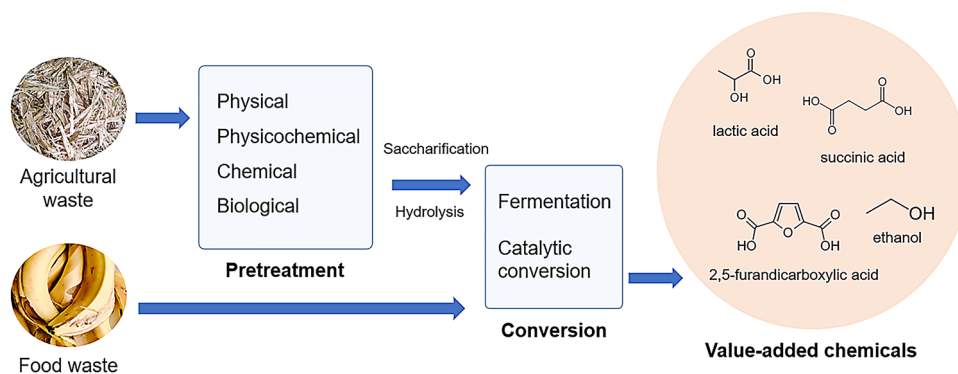 Agricultural
waste
Food waste
Physical
Physicochemical
Chemical
Biological
Pretreatment
Saccharification
Hydrolysis
Fermentation
Catalytic
conversion
Conversion
O
OH
OH
lactic acid
O
HO
OH
O
succinic acid
O
O
O
HO
OH
2,5-furandicarboxylic acid
OH
ethanol
Value-added chemicals